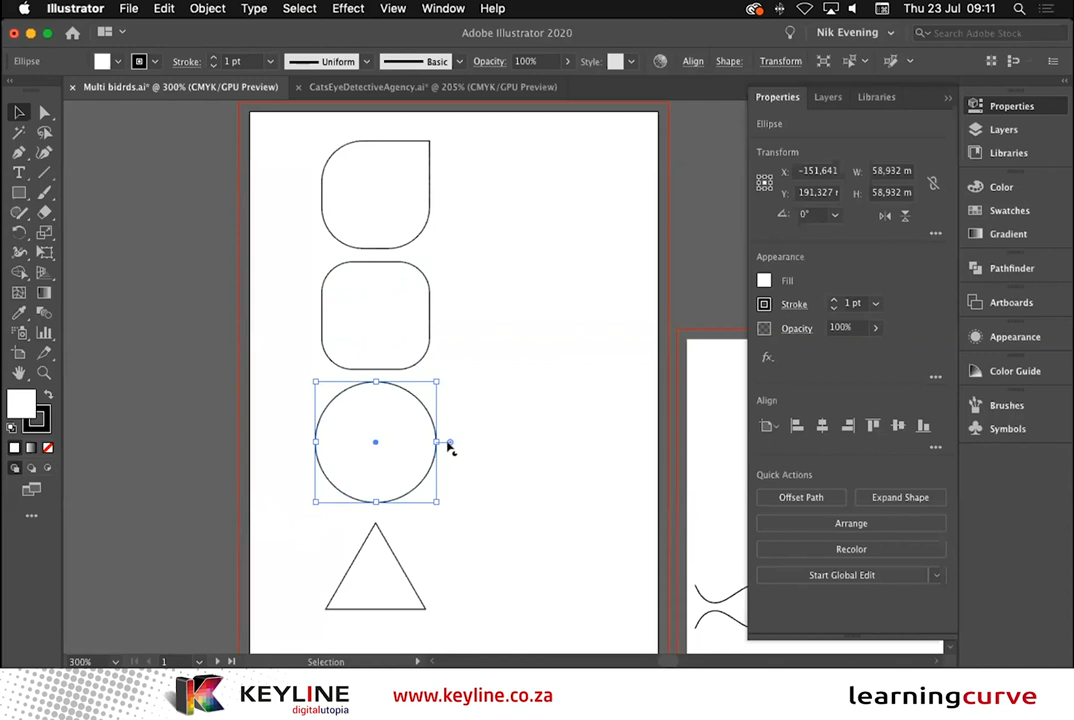 Illustrator File Edit Object Type Select Effect View Window Help Thu 23 Jul 09:11
Adobe Illustrator 2020 Nik Evening Search Adobe Stock
Ellipse Stroke: 1 pt Uniform Basic Opacity: 100% Style: Align Shape: Transform
Multi bidrds.ai* @ 300% (CMYK/GPU Preview) CatsEyeDetectiveAgency.ai* @ 205% (CMYK/GPU Preview)
Properties Layers Libraries
Ellipse
Transform
X: -151,641 W: 58,932 m
Y: 191,327 r H: 58,932 m
0°
Appearance
Fill
Stroke 1 pt
Opacity 100%
fx.
Align
Quick Actions
Offset Path Expand Shape
Arrange
Recolor
Start Global Edit
Properties
Layers
Libraries
Color
Swatches
Gradient
Pathfinder
Artboards
Appearance
Color Guide
Brushes
Symbols
300% 1 Selection
KEYLINE
digitalutopia
www.keyline.co.za
learningcurve